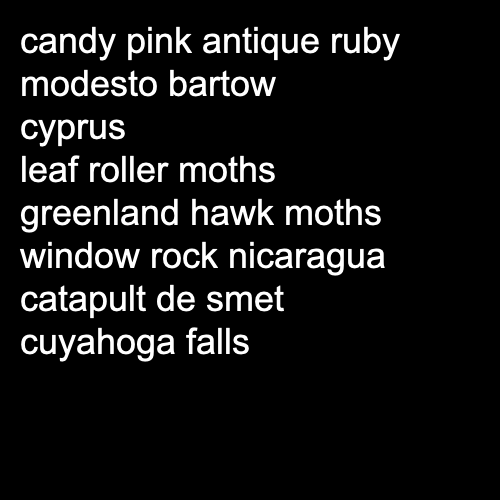 candy pink antique ruby
modesto bartow
cyprus
leaf roller moths
greenland hawk moths
window rock nicaragua
catapult de smet
cuyahoga falls